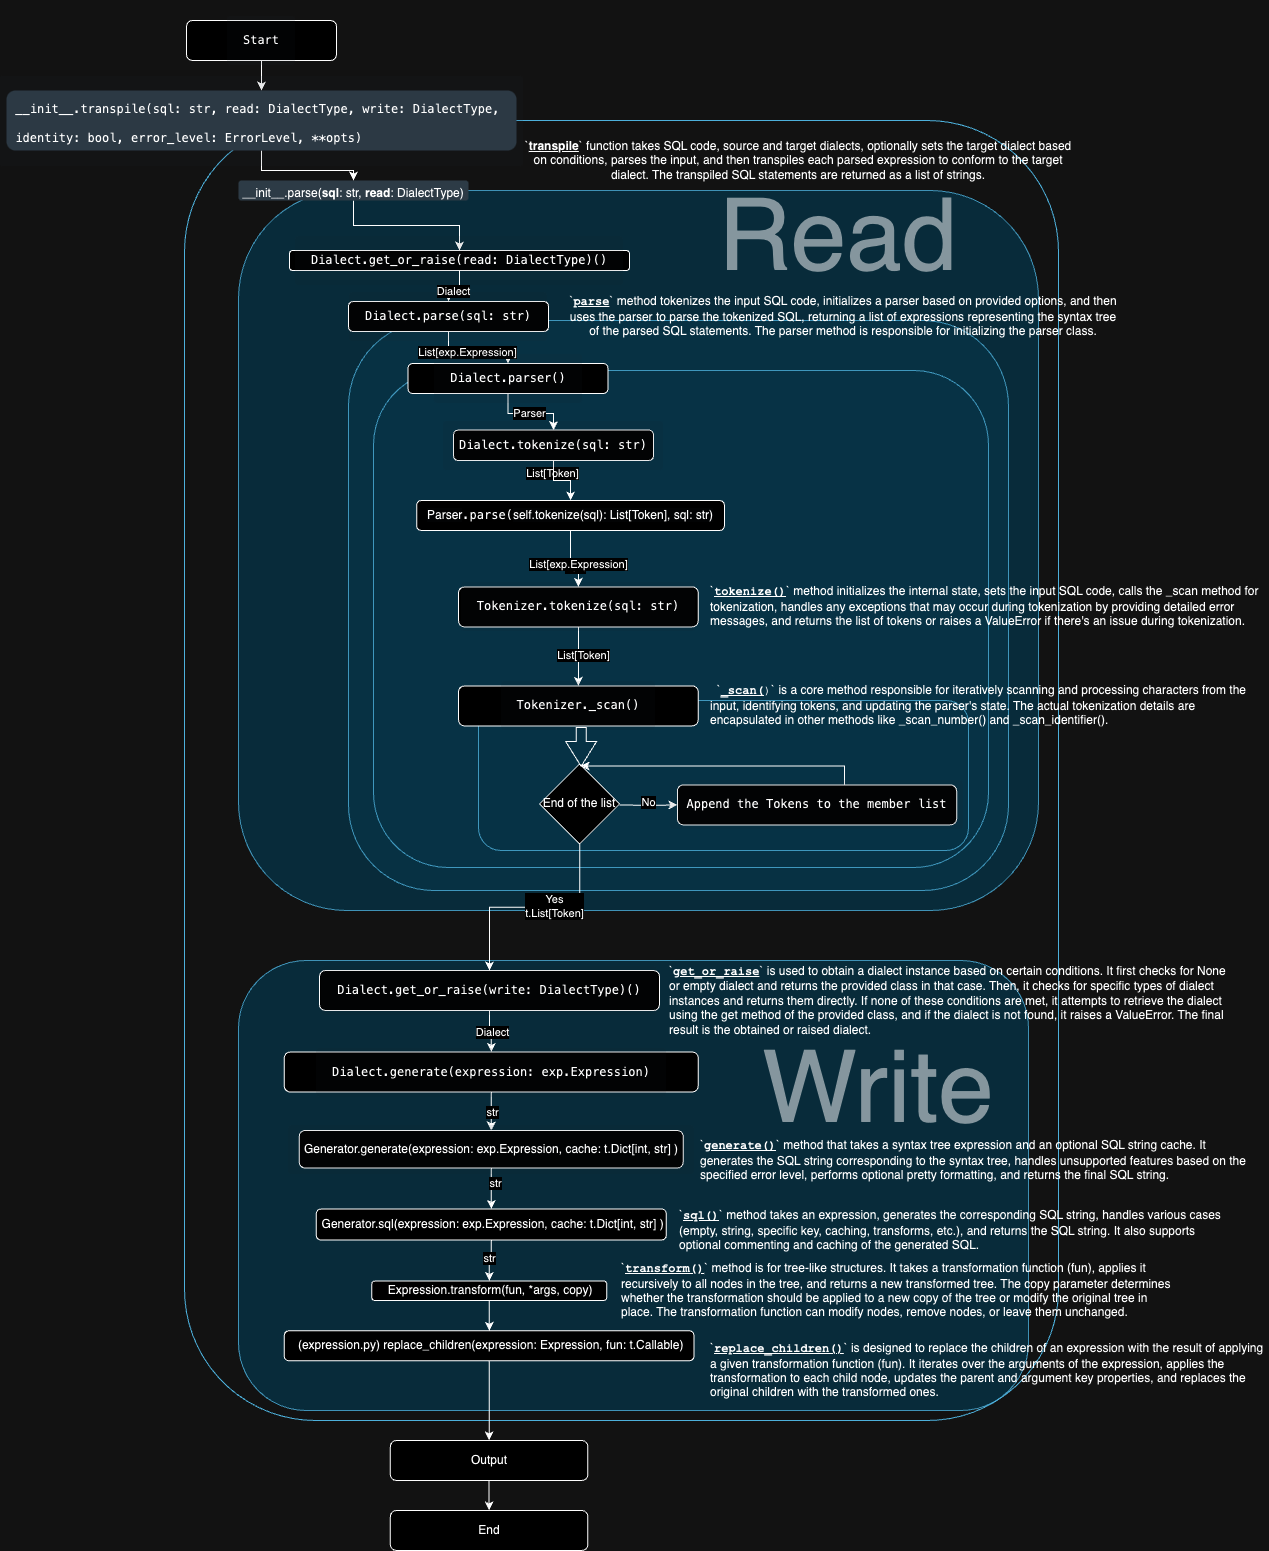 Start
__init__.transpile(sql: str, read: DialectType, write: DialectType,
identity: bool, error_level: ErrorLevel, **opts)
`transpile` function takes SQL code, source and target dialects, optionally sets the target dialect based
on conditions, parses the input, and then transpiles each parsed expression to conform to the target
dialect. The transpiled SQL statements are returned as a list of strings.
__init__.parse(sql: str, read: DialectType)
Read
Dialect.get_or_raise(read: DialectType)()
Dialect
`parse` method tokenizes the input SQL code, initializes a parser based on provided options, and then
uses the parser to parse the tokenized SQL, returning a list of expressions representing the syntax tree
of the parsed SQL statements. The parser method is responsible for initializing the parser class.
Dialect.parse(sql: str)
List[exp.Expression]
Dialect.parser()
Parser
Dialect.tokenize(sql: str)
List[Token]
Parser.parse(self.tokenize(sql): List[Token], sql: str)
List[exp.Expression]
Tokenizer.tokenize(sql: str)
`tokenize()` method initializes the internal state, sets the input SQL code, calls the _scan method for
tokenization, handles any exceptions that may occur during tokenization by providing detailed error
messages, and returns the list of tokens or raises a ValueError if there's an issue during tokenization.
List[Token]
Tokenizer._scan()
`_scan()` is a core method responsible for iteratively scanning and processing characters from the
input, identifying tokens, and updating the parser's state. The actual tokenization details are
encapsulated in other methods like _scan_number() and _scan_identifier().
End of the list
No
Append the Tokens to the member list
Yes
t.List[Token]
Dialect.get_or_raise(write: DialectType)()
`get_or_raise` is used to obtain a dialect instance based on certain conditions. It first checks for None
or empty dialect and returns the provided class in that case. Then, it checks for specific types of dialect
instances and returns them directly. If none of these conditions are met, it attempts to retrieve the dialect
using the get method of the provided class, and if the dialect is not found, it raises a ValueError. The final
result is the obtained or raised dialect.
Dialect
Write
Dialect.generate(expression: exp.Expression)
str
Generator.generate(expression: exp.Expression, cache: t.Dict[int, str] )
`generate()` method that takes a syntax tree expression and an optional SQL string cache. It
generates the SQL string corresponding to the syntax tree, handles unsupported features based on the
specified error level, performs optional pretty formatting, and returns the final SQL string.
str
Generator.sql(expression: exp.Expression, cache: t.Dict[int, str] )
`sql()` method takes an expression, generates the corresponding SQL string, handles various cases
(empty, string, specific key, caching, transforms, etc.), and returns the SQL string. It also supports
optional commenting and caching of the generated SQL.
str
Expression.transform(fun, *args, copy)
`transform()` method is for tree-like structures. It takes a transformation function (fun), applies it
recursively to all nodes in the tree, and returns a new transformed tree. The copy parameter determines
whether the transformation should be applied to a new copy of the tree or modify the original tree in
place. The transformation function can modify nodes, remove nodes, or leave them unchanged.
(expression.py) replace_children(expression: Expression, fun: t.Callable)
`replace_children()` is designed to replace the children of an expression with the result of applying
a given transformation function (fun). It iterates over the arguments of the expression, applies the
transformation to each child node, updates the parent and argument key properties, and replaces the
original children with the transformed ones.
Output
End